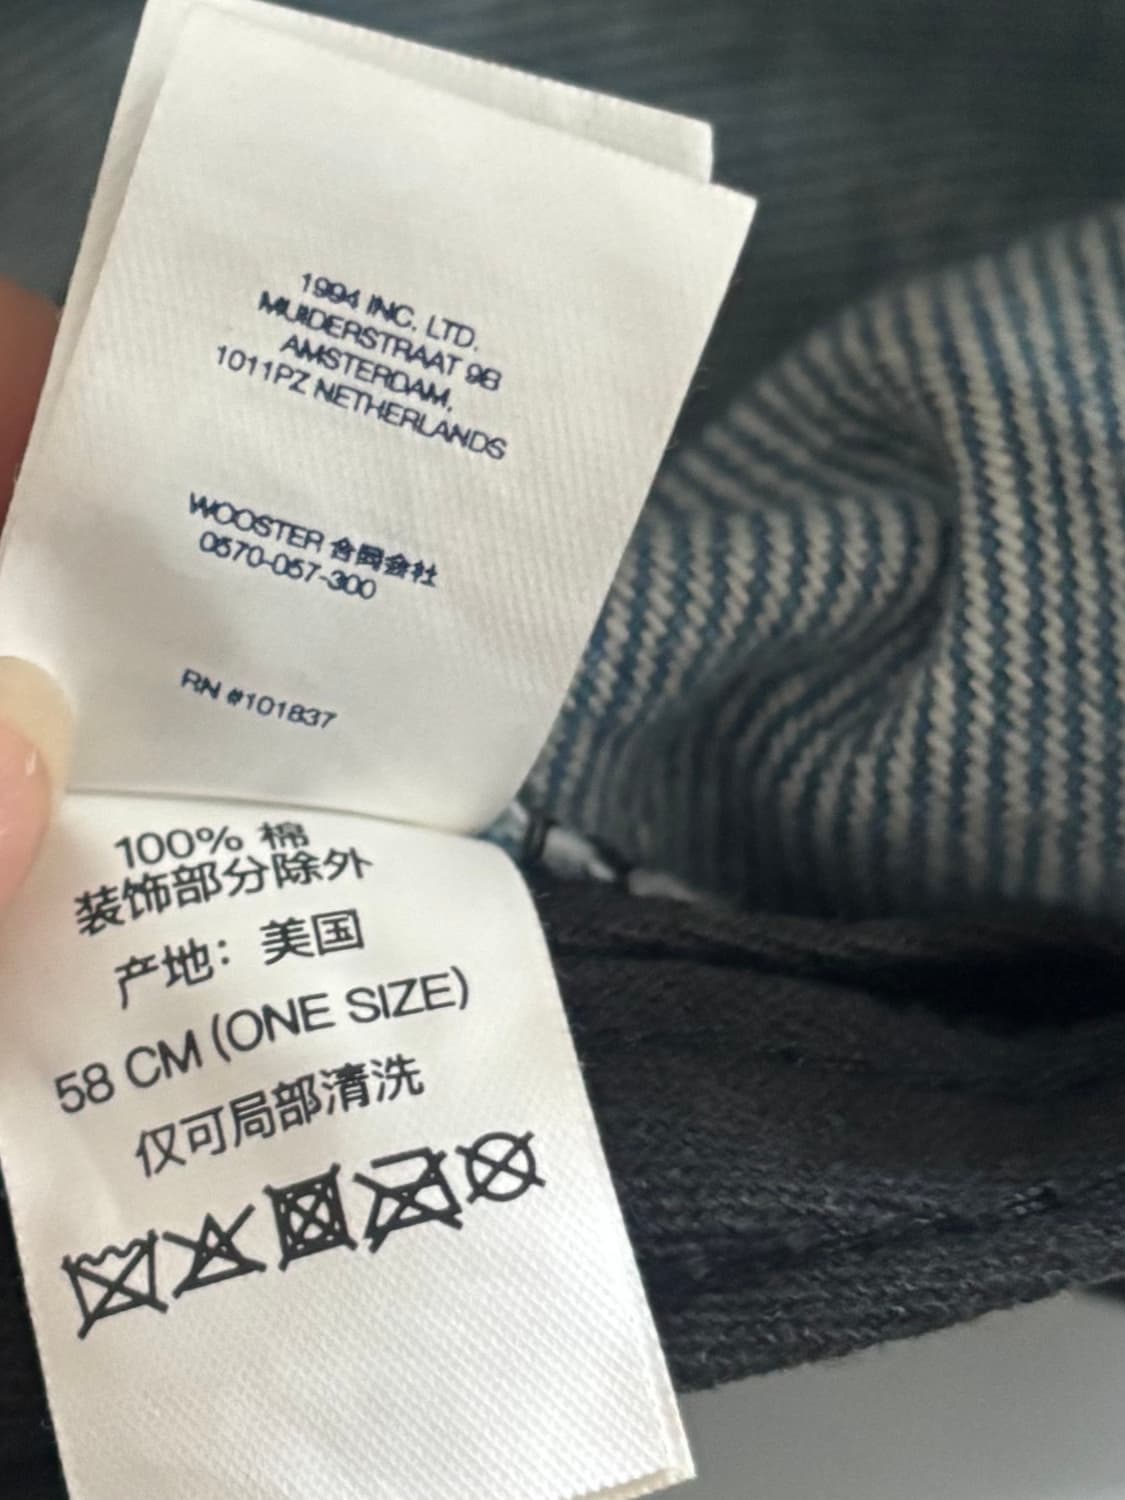 1994 INC. LTD.
MUIDERSTRAAT 9B
AMSTERDAM,
1011PZ NETHERLANDS
WOOSTER 合同会社
0570-057-300
RN #101837
100% 棉
装饰部分除外
产地：美国
58 CM (ONE SIZE)
仅可局部清洗